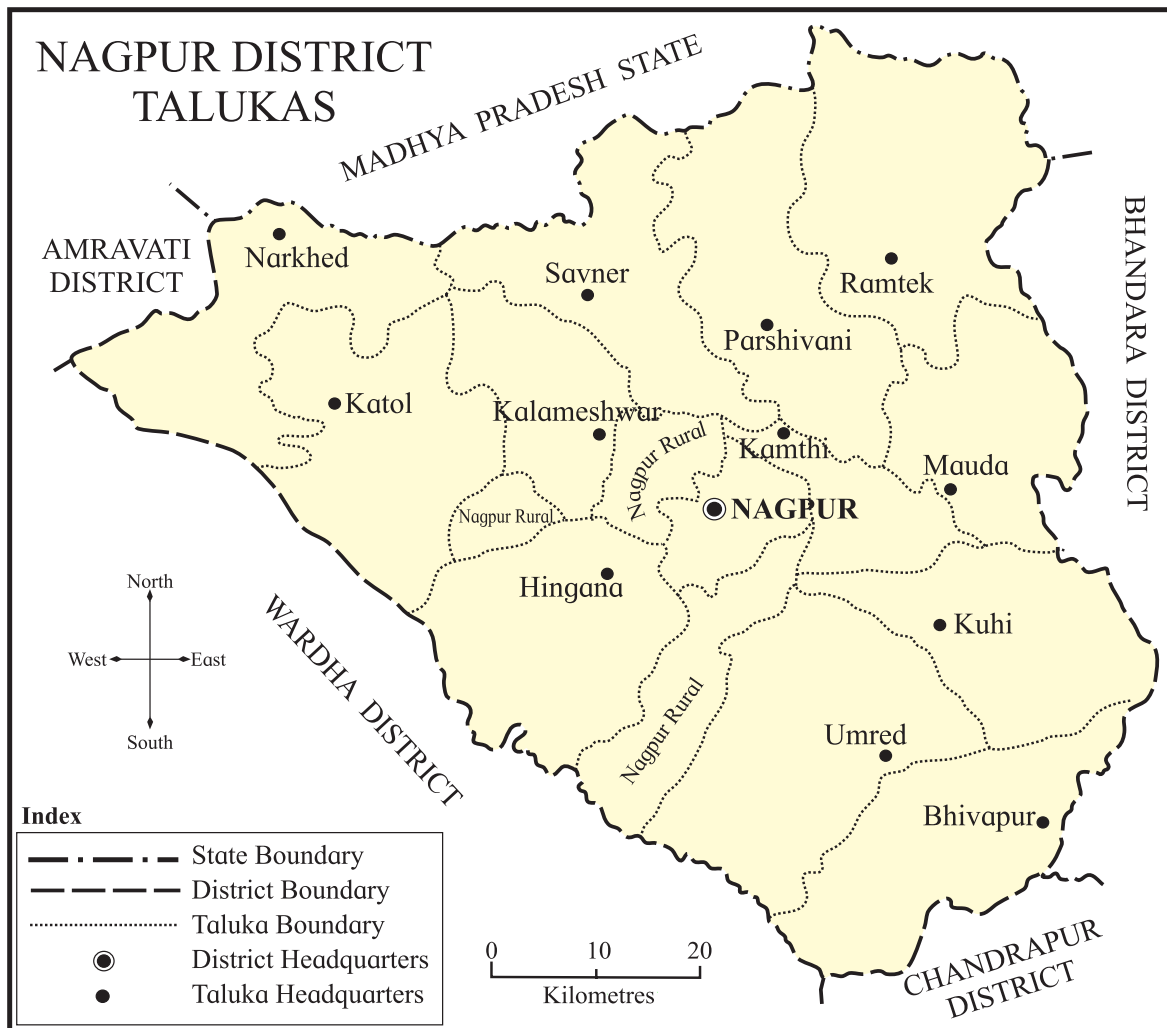 NAGPUR DISTRICT
TALUKAS
MADHYA PRADESH STATE
AMRAVATI
DISTRICT
BHANDARA DISTRICT
Narkhed
Savner
Ramtek
Parshivani
Katol
Kalameshwar
Nagpur Rural
Kamthi
Mauda
Nagpur Rural
NAGPUR
Hingana
Kuhi
WARDHA DISTRICT
Nagpur Rural
Umred
Bhivapur
CHANDRAPUR
DISTRICT
North
West
East
South
Index
State Boundary
District Boundary
Taluka Boundary
District Headquarters
Taluka Headquarters
0 10 20
Kilometres